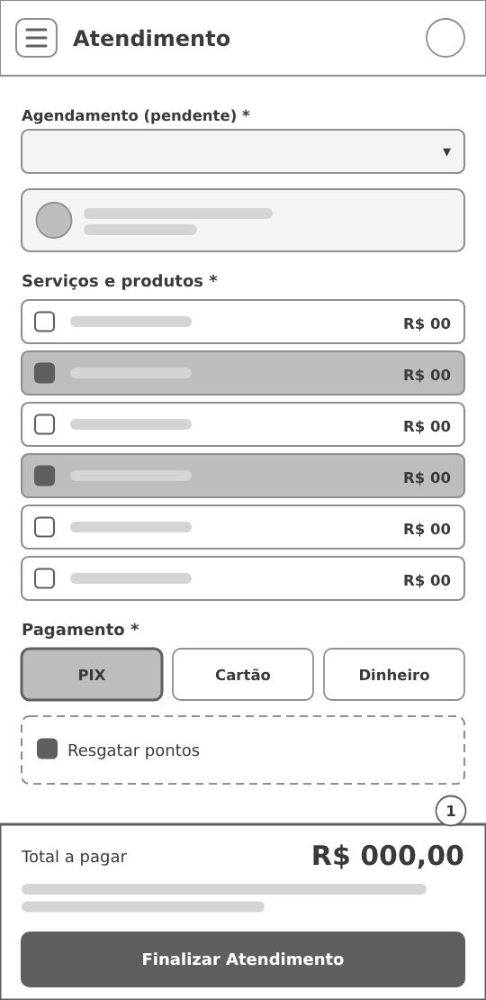 Atendimento
Agendamento (pendente) *
▼
Serviços e produtos *
R$ 00
R$ 00
R$ 00
R$ 00
R$ 00
R$ 00
Pagamento *
PIX Cartão Dinheiro
Resgatar pontos
1
Total a pagar R$ 000,00
Finalizar Atendimento